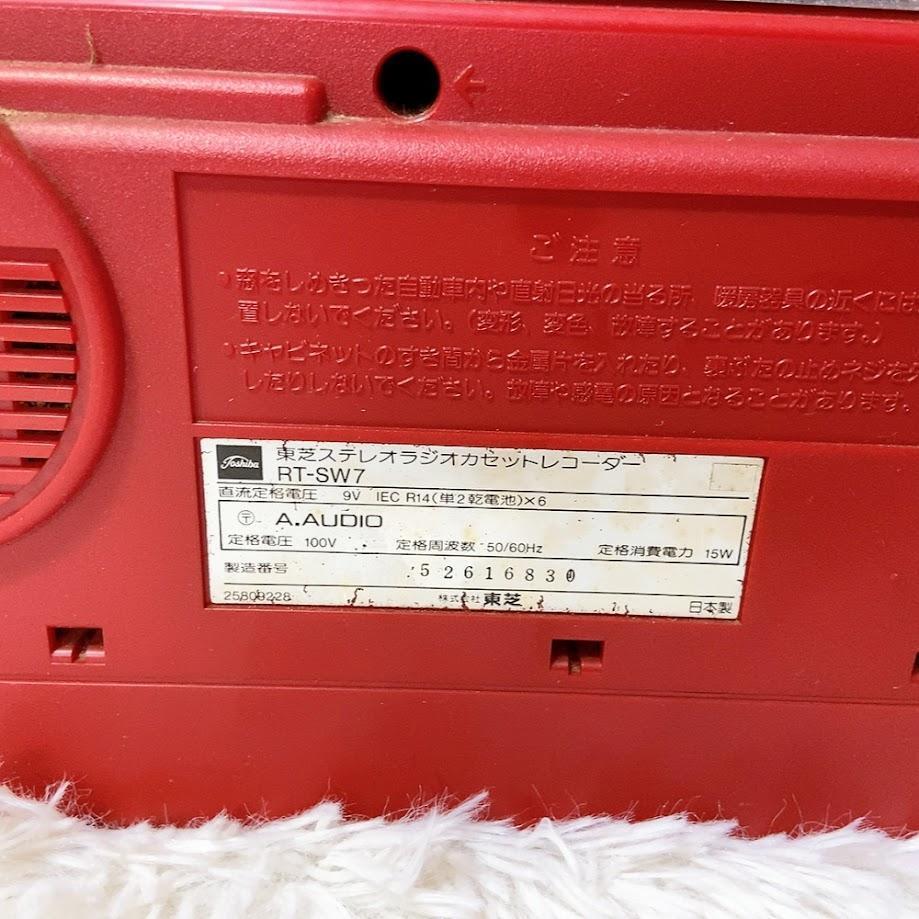 ご注意
・窓をしめきった自動車内や直射日光の当る所 暖房器具の近くには
置しないでください。(変形、変色 故障することがあります。)
・キャビネットのすき間から金属片を入れたり、裏ぶたの止めネジを
したりしないでください。故障や感電の原因となることがあります。
Toshiba 東芝ステレオラジオカセットレコーダー
RT-SW7
直流定格電圧 9V IEC R14(単2乾電池)×6
〒 A.AUDIO
定格電圧 100V 定格周波数 50/60Hz 定格消費電力 15W
製造番号 52616830
25809228 株式会社 東芝 日本製